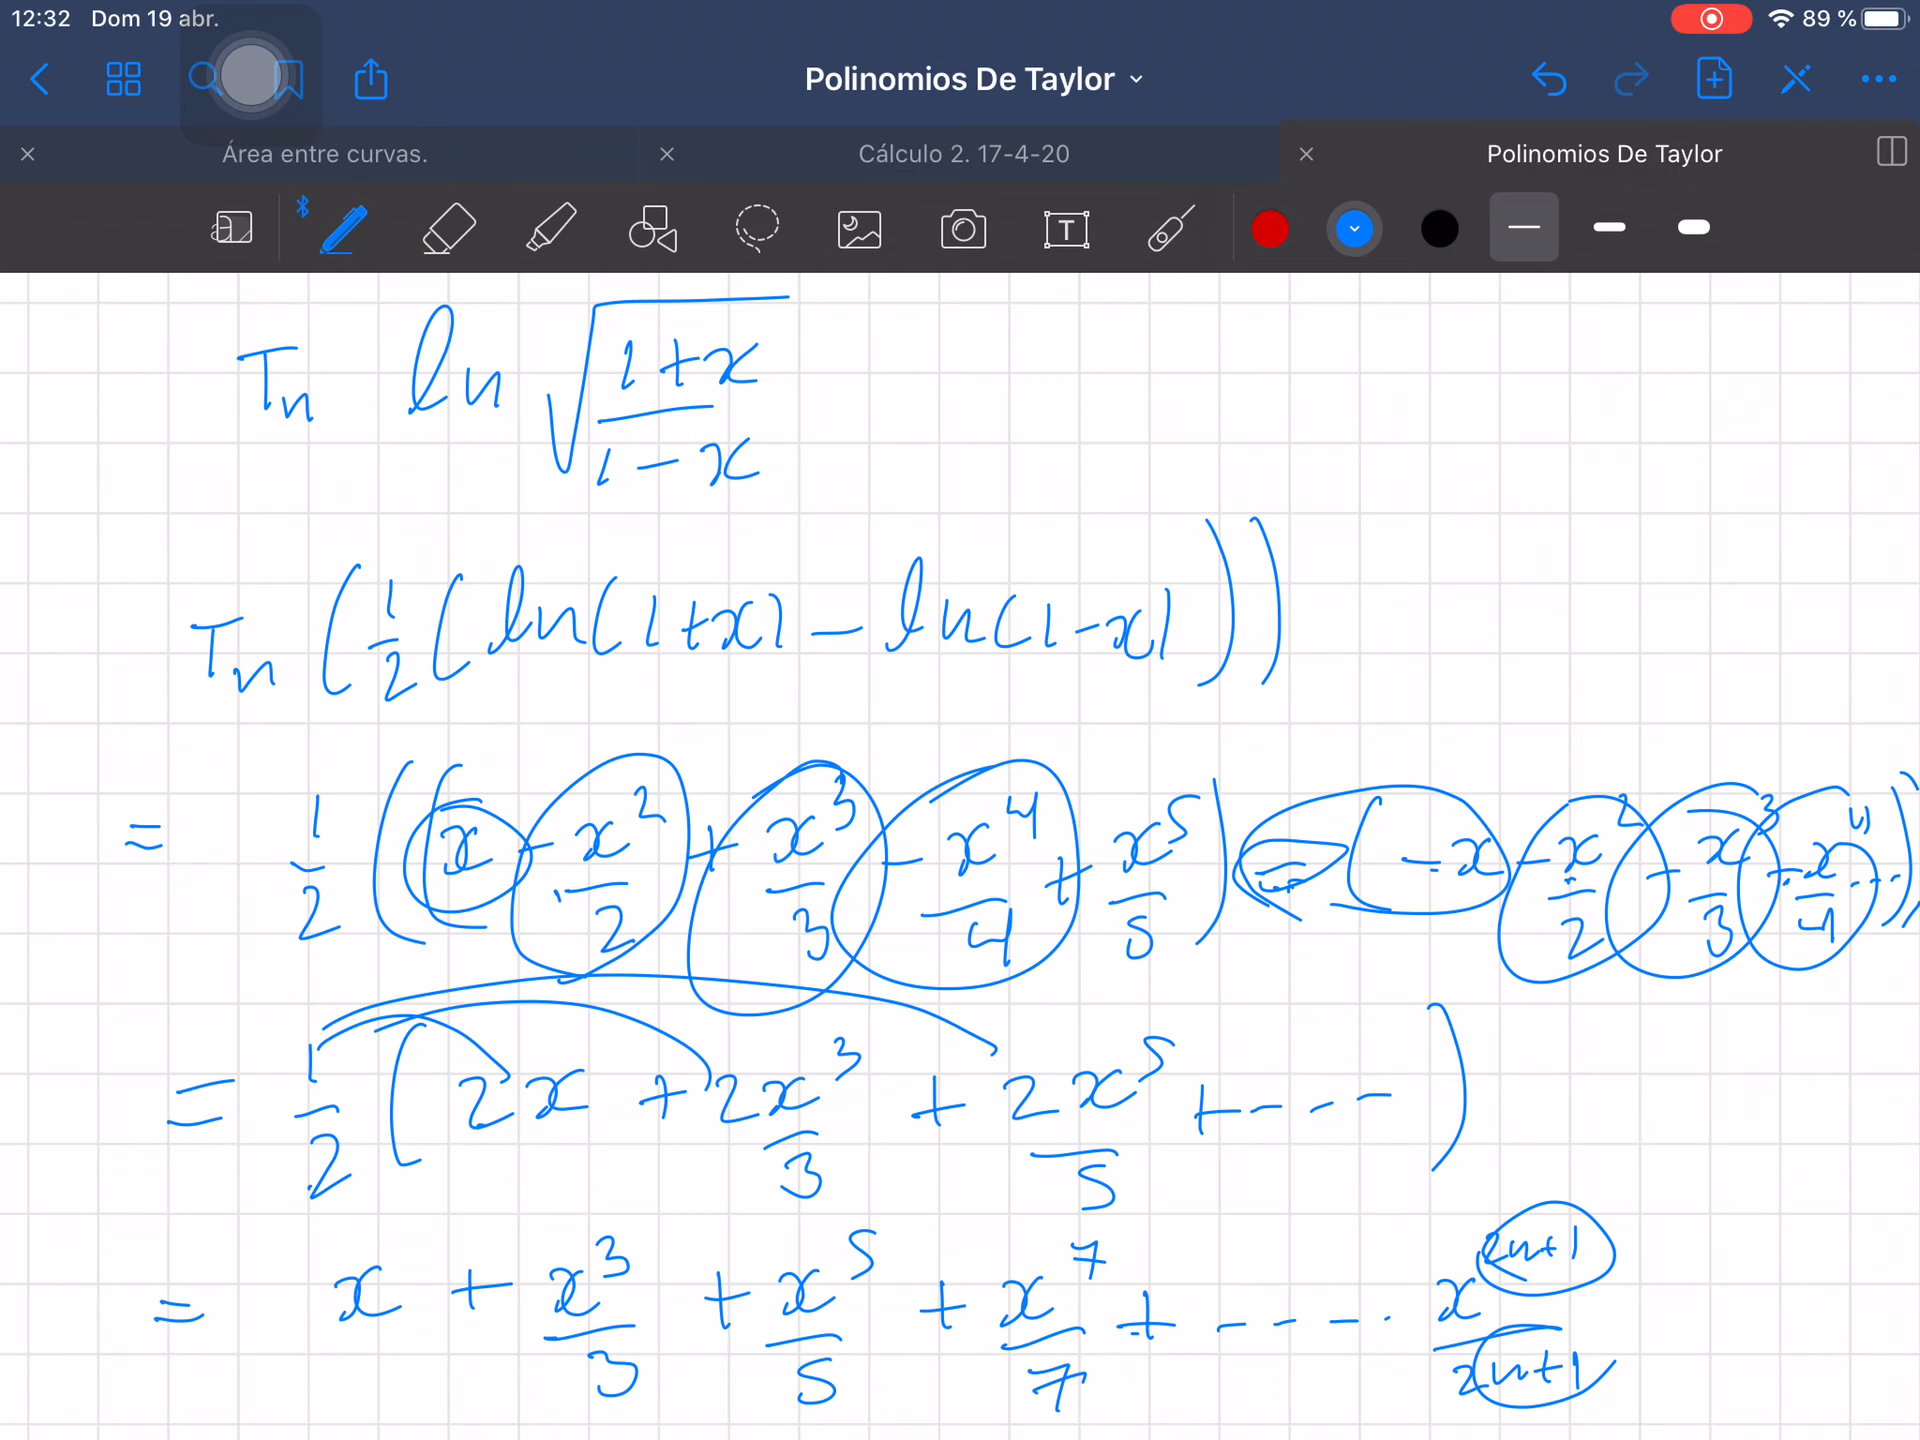 12:32 Dom 19 abr. 89 %
Polinomios De Taylor
Área entre curvas. Cálculo 2. 17-4-20 Polinomios De Taylor
T
Tn ln √((1+x)/(1-x))
Tn (1/2 (ln(1+x) - ln(1-x)))
= 1/2 ((x - x²/2 + x³/3 - x⁴/4 + x⁵/5) - (-x - x²/2 - x³/3 - x⁴/4 ---))
= 1/2 (2x + 2x³/3 + 2x⁵/5 + ----)
= x + x³/3 + x⁵/5 + x⁷/7 + ----- x²ⁿ⁺¹/2n+1